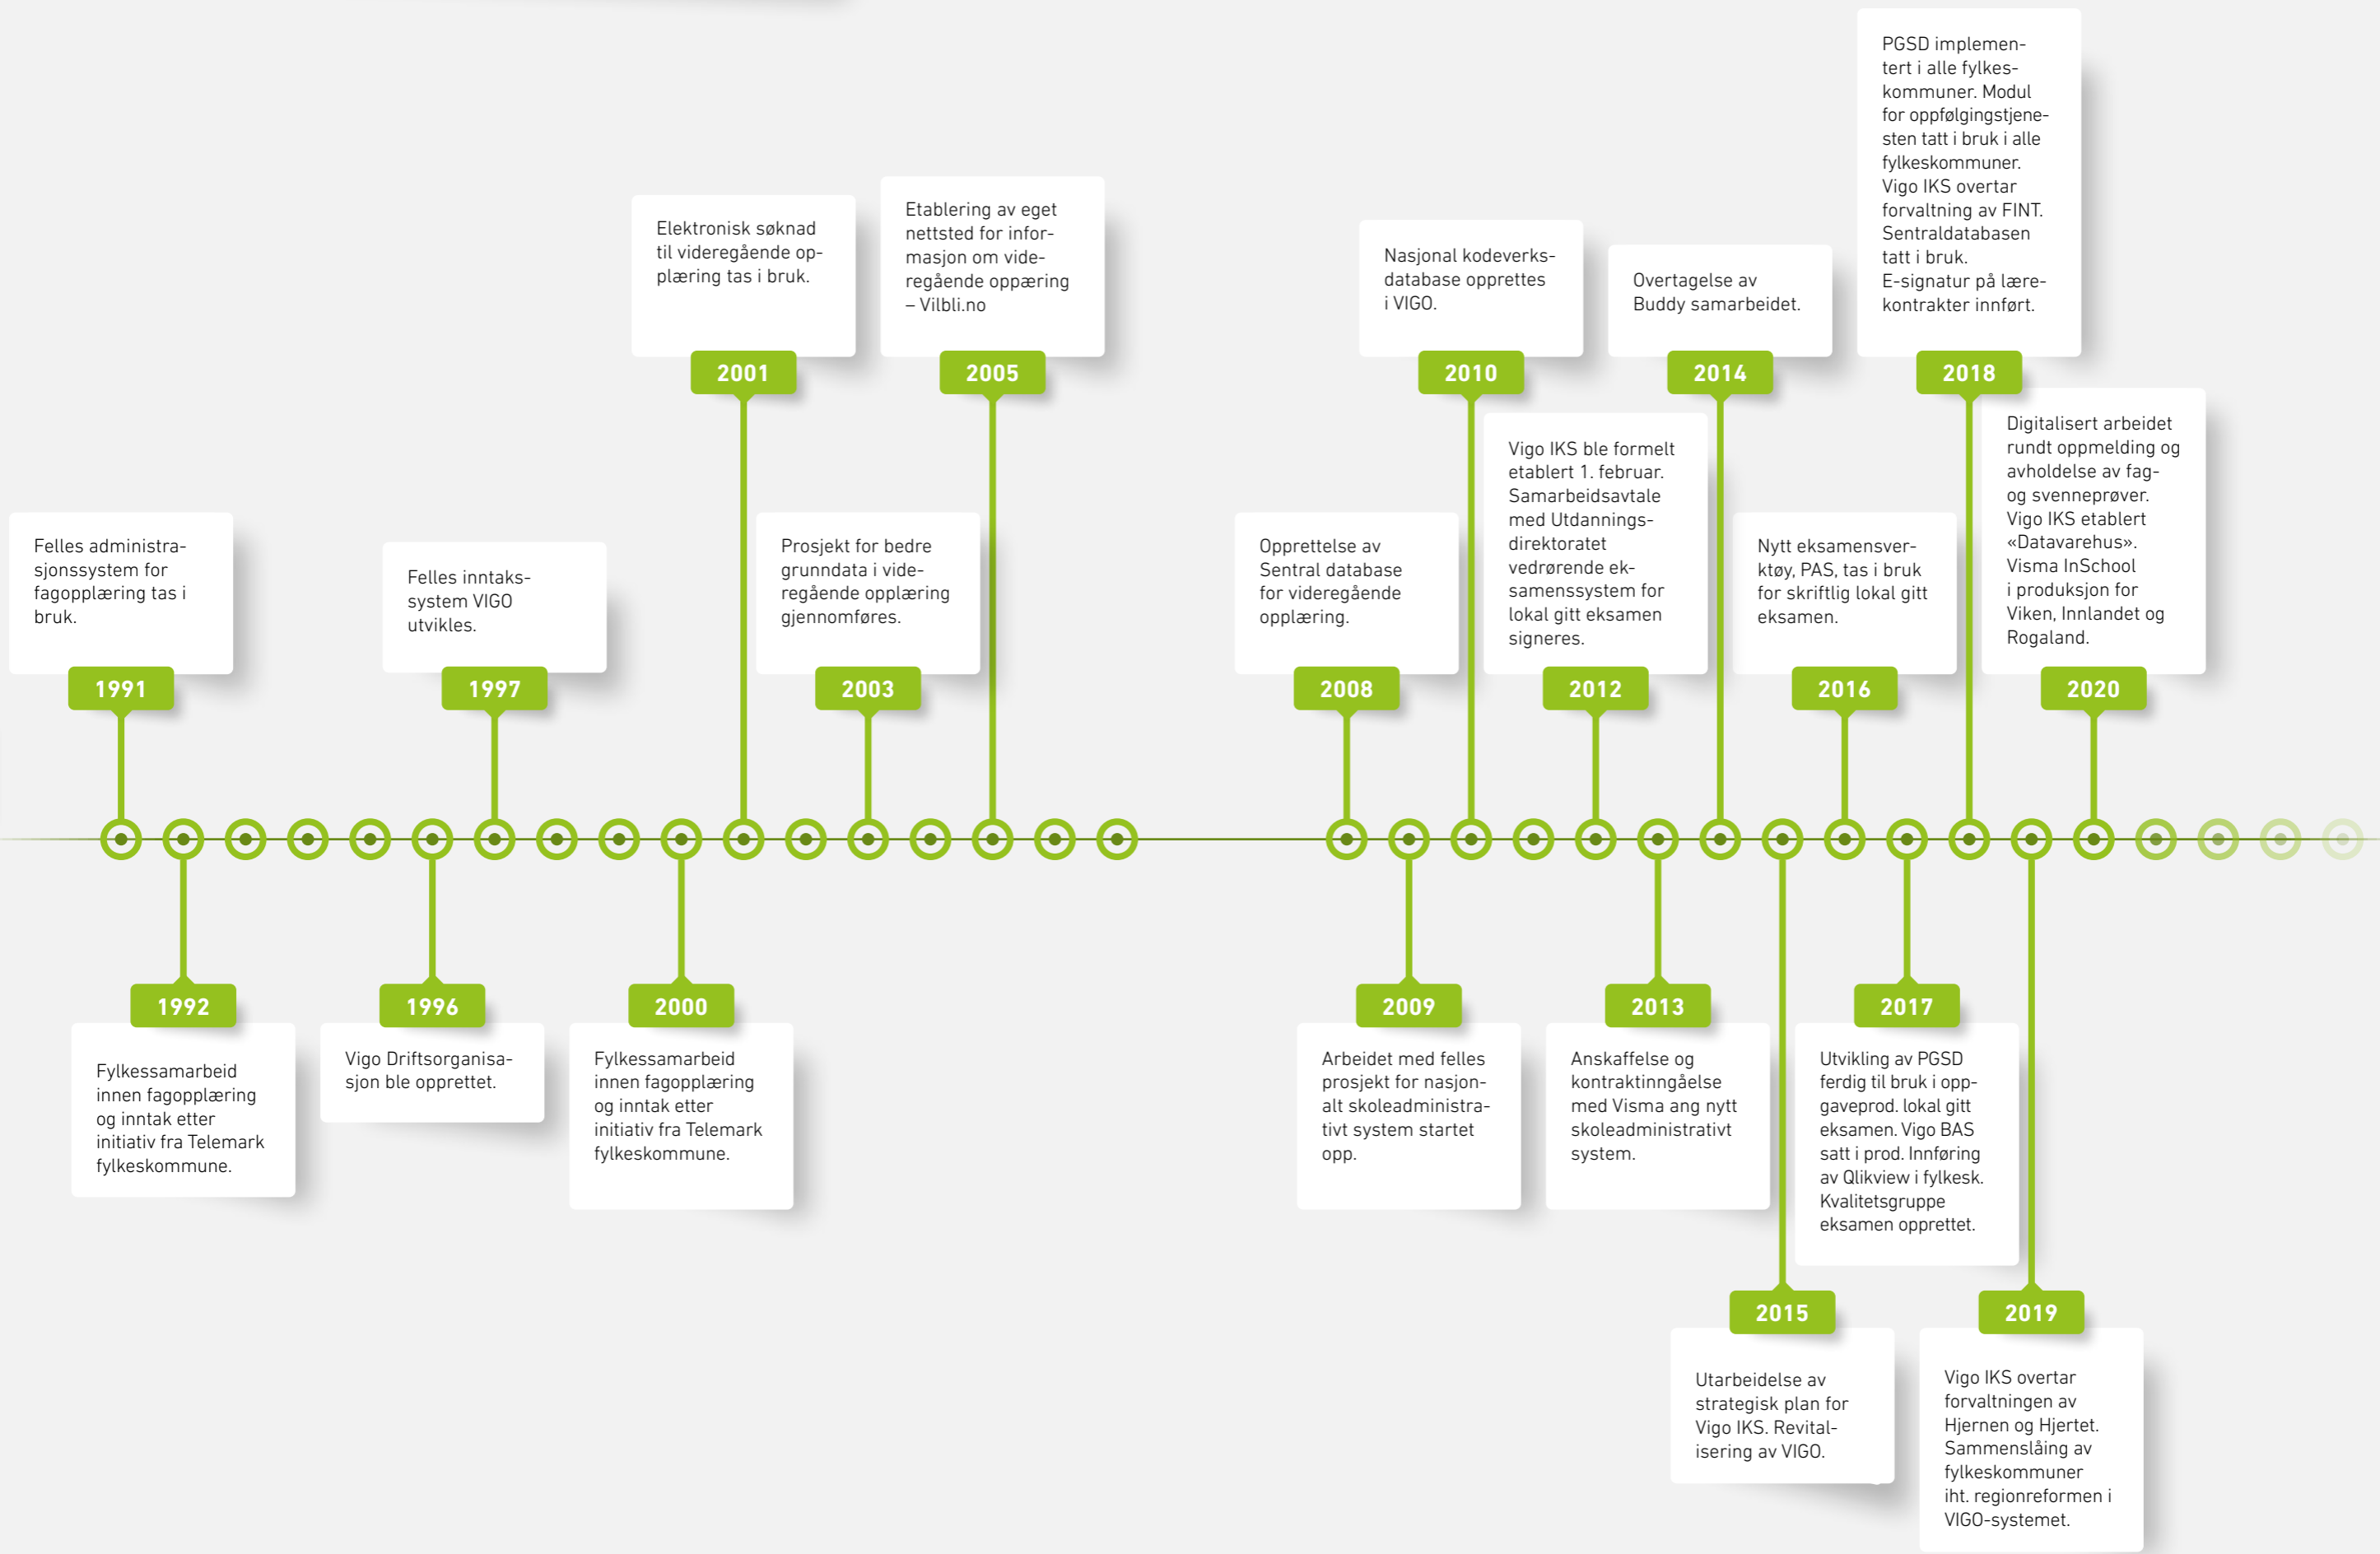 Felles administra-
sjonssystem for
fagopplæring tas i
bruk.
1991
1992
Fylkessamarbeid
innen fagopplæring
og inntak etter
initiativ fra Telemark
fylkeskommune.
1996
Vigo Driftsorganisa-
sjon ble opprettet.
Felles inntaks-
system VIGO
utvikles.
1997
2000
Fylkessamarbeid
innen fagopplæring
og inntak etter
initiativ fra Telemark
fylkeskommune.
Elektronisk søknad
til videregående op-
plæring tas i bruk.
2001
Prosjekt for bedre
grunndata i vide-
regående opplæring
gjennomføres.
2003
Etablering av eget
nettsted for infor-
masjon om vide-
regående oppæring
– Vilbli.no
2005
Opprettelse av
Sentral database
for videregående
opplæring.
2008
2009
Arbeidet med felles
prosjekt for nasjon-
alt skoleadministra-
tivt system startet
opp.
Nasjonal kodeverks-
database opprettes
i VIGO.
2010
Vigo IKS ble formelt
etablert 1. februar.
Samarbeidsavtale
med Utdannings-
direktoratet
vedrørende ek-
samenssystem for
lokal gitt eksamen
signeres.
2012
2013
Anskaffelse og
kontraktinngåelse
med Visma ang nytt
skoleadministrativt
system.
Overtagelse av
Buddy samarbeidet.
2014
2015
Utarbeidelse av
strategisk plan for
Vigo IKS. Revital-
isering av VIGO.
Nytt eksamensver-
ktøy, PAS, tas i bruk
for skriftlig lokal gitt
eksamen.
2016
2017
Utvikling av PGSD
ferdig til bruk i opp-
gaveprod. lokal gitt
eksamen. Vigo BAS
satt i prod. Innføring
av Qlikview i fylkesk.
Kvalitetsgruppe
eksamen opprettet.
PGSD implemen-
tert i alle fylkes-
kommuner. Modul
for oppfølgingstjene-
sten tatt i bruk i alle
fylkeskommuner.
Vigo IKS overtar
forvaltning av FINT.
Sentraldatabasen
tatt i bruk.
E-signatur på lære-
kontrakter innført.
2018
2019
Vigo IKS overtar
forvaltningen av
Hjernen og Hjertet.
Sammenslåing av
fylkeskommuner
iht. regionreformen i
VIGO-systemet.
Digitalisert arbeidet
rundt oppmelding og
avholdelse av fag-
og svenneprøver.
Vigo IKS etablert
«Datavarehus».
Visma InSchool
i produksjon for
Viken, Innlandet og
Rogaland.
2020